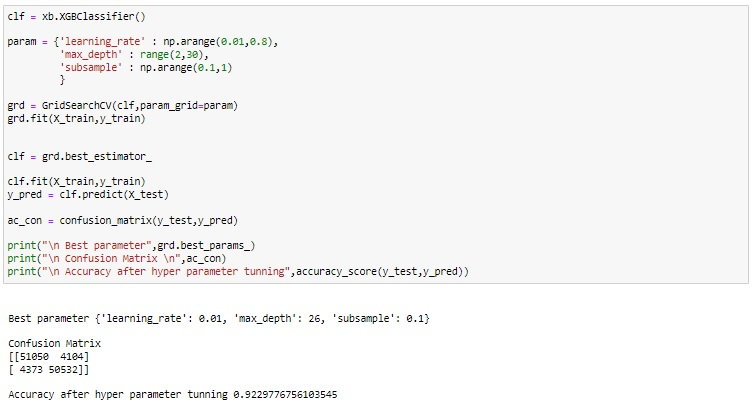 clf = xb.XGBClassifier()
param = {'learning_rate' : np.arange(0.01,0.8),
'max_depth' : range(2,30),
'subsample' : np.arange(0.1,1)
}
grd = GridSearchCV(clf,param_grid=param)
grd.fit(X_train,y_train)
clf = grd.best_estimator_
clf.fit(X_train,y_train)
y_pred = clf.predict(X_test)
ac_con = confusion_matrix(y_test,y_pred)
print("\n Best parameter",grd.best_params_)
print("\n Confusion Matrix \n",ac_con)
print("\n Accuracy after hyper parameter tunning",accuracy_score(y_test,y_pred))
Best parameter {'learning_rate': 0.01, 'max_depth': 26, 'subsample': 0.1}
Confusion Matrix
[[51050 4104]
[ 4373 50532]]
Accuracy after hyper parameter tunning 0.9229776756103545